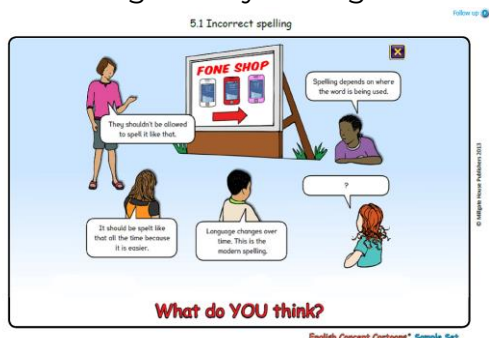 Follow up
5.1 Incorrect spelling
X
FONE SHOP
They shouldn't be allowed
to spell it like that.
Spelling depends on where
the word is being used.
It should be spelt like
that all the time because
it is easier.
Language changes over
time. This is the
modern spelling.
?
What do YOU think?
© Millgate House Publishers 2013
English Concept Cartoons® Sample Set